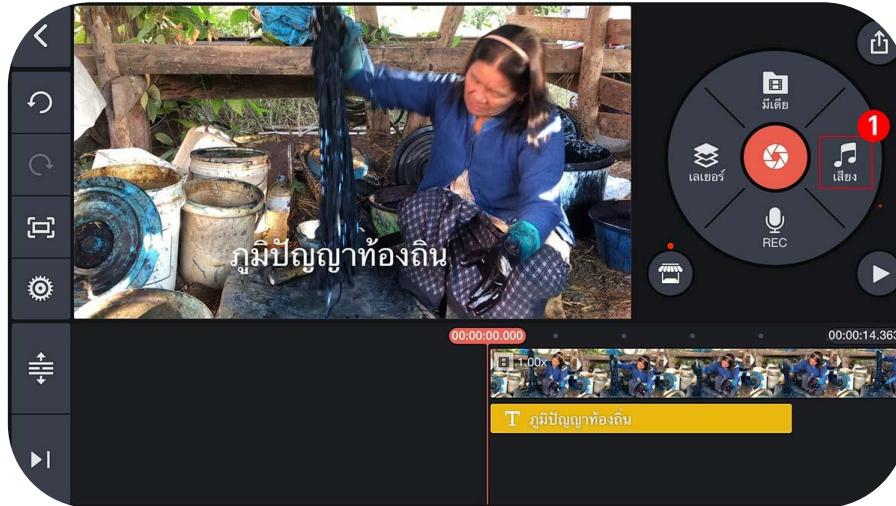 มีเดีย
1
เลเยอร์
เสียง
REC
ภูมิปัญญาท้องถิ่น
00:00:00.000
00:00:14.363
1.00x
T ภูมิปัญญาท้องถิ่น